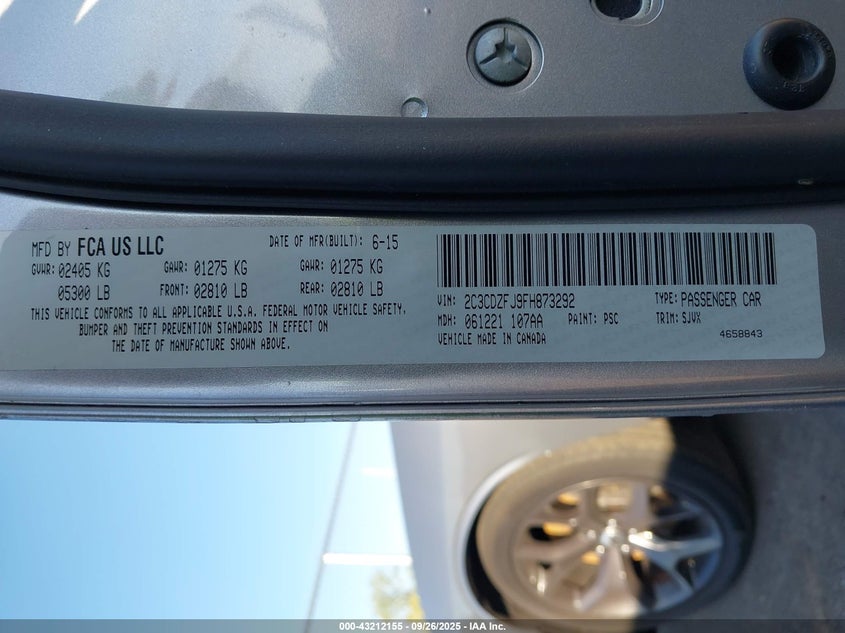 MFD BY FCA US LLC DATE OF MFR(BUILT): 6-15
GVWR: 02405 KG GAWR: 01275 KG GAWR: 01275 KG
05300 LB FRONT: 02810 LB REAR: 02810 LB
THIS VEHICLE CONFORMS TO ALL APPLICABLE U.S.A. FEDERAL MOTOR VEHICLE SAFETY,
BUMPER AND THEFT PREVENTION STANDARDS IN EFFECT ON
THE DATE OF MANUFACTURE SHOWN ABOVE.
VIN: 2C3CDZFJ9FH873292 TYPE: PASSENGER CAR
MDH: 061221 107AA PAINT: PSC TRIM: SJVX
VEHICLE MADE IN CANADA 4658843
000-43212155 - 09/26/2025 - IAA Inc.